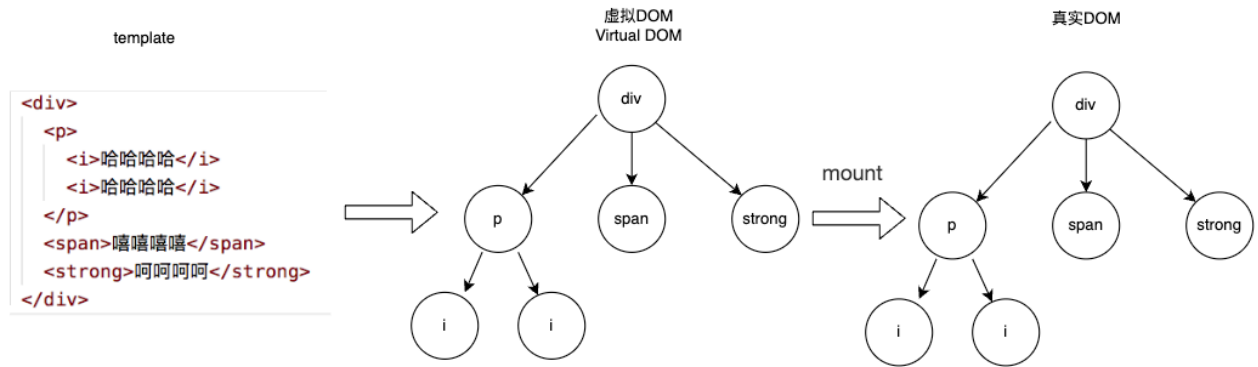 template
<div>
<p>
<i>哈哈哈哈</i>
<i>哈哈哈哈</i>
</p>
<span>嘻嘻嘻嘻</span>
<strong>呵呵呵呵</strong>
</div>
虚拟DOM
Virtual DOM
div
p
span
strong
i
i
mount
真实DOM
div
p
span
strong
i
i